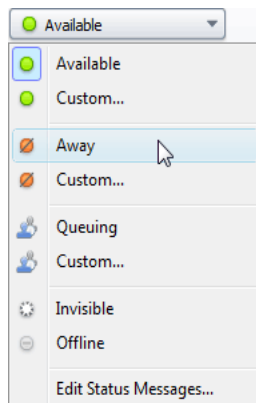 Available
Available
Custom...
Away
Custom...
Queuing
Custom...
Invisible
Offline
Edit Status Messages...